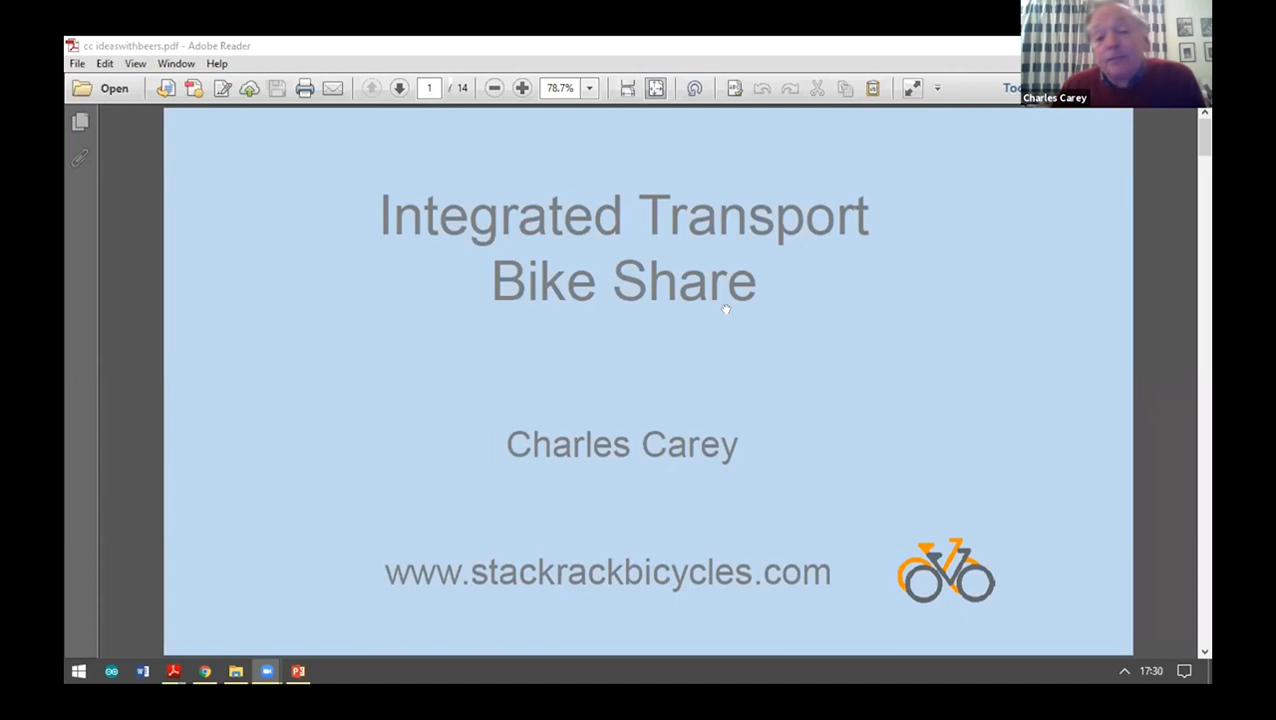 cc ideaswithbeers.pdf - Adobe Reader
File Edit View Window Help
Open 1 / 14 78.7%
Charles Carey
Integrated Transport
Bike Share
Charles Carey
www.stackrackbicycles.com
17:30